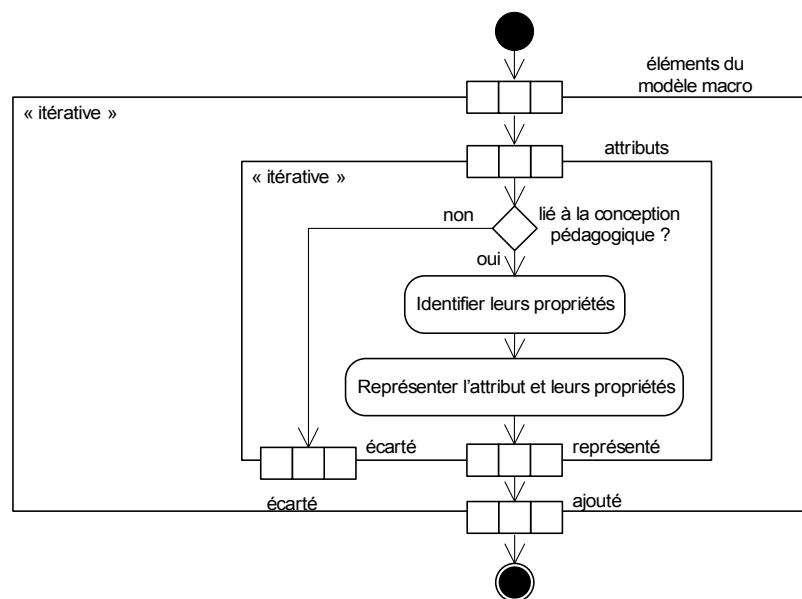 éléments du
modèle macro
« itérative »
attributs
« itérative »
non
lié à la conception
pédagogique ?
oui
Identifier leurs propriétés
Représenter l’attribut et leurs propriétés
écarté
représenté
écarté
ajouté